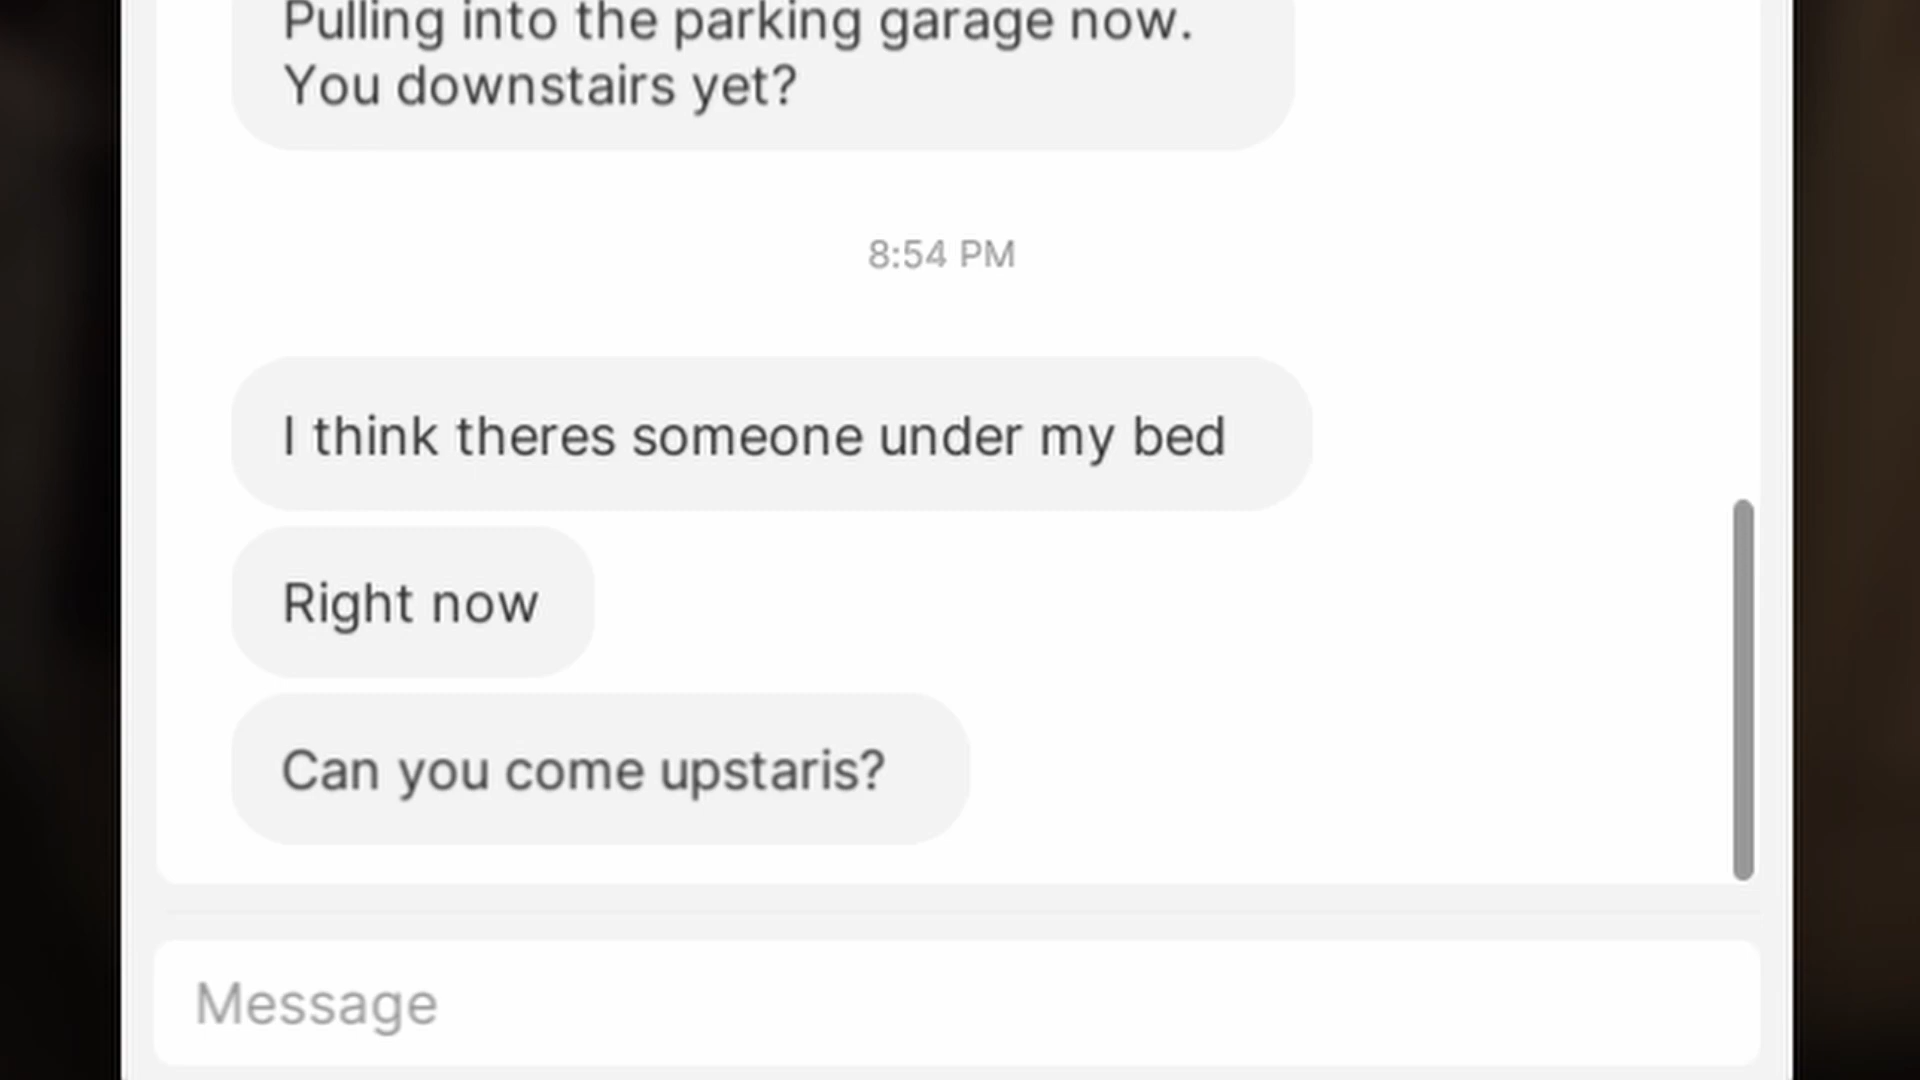 Pulling into the parking garage now.
You downstairs yet?
8:54 PM
I think theres someone under my bed
Right now
Can you come upstaris?
Message